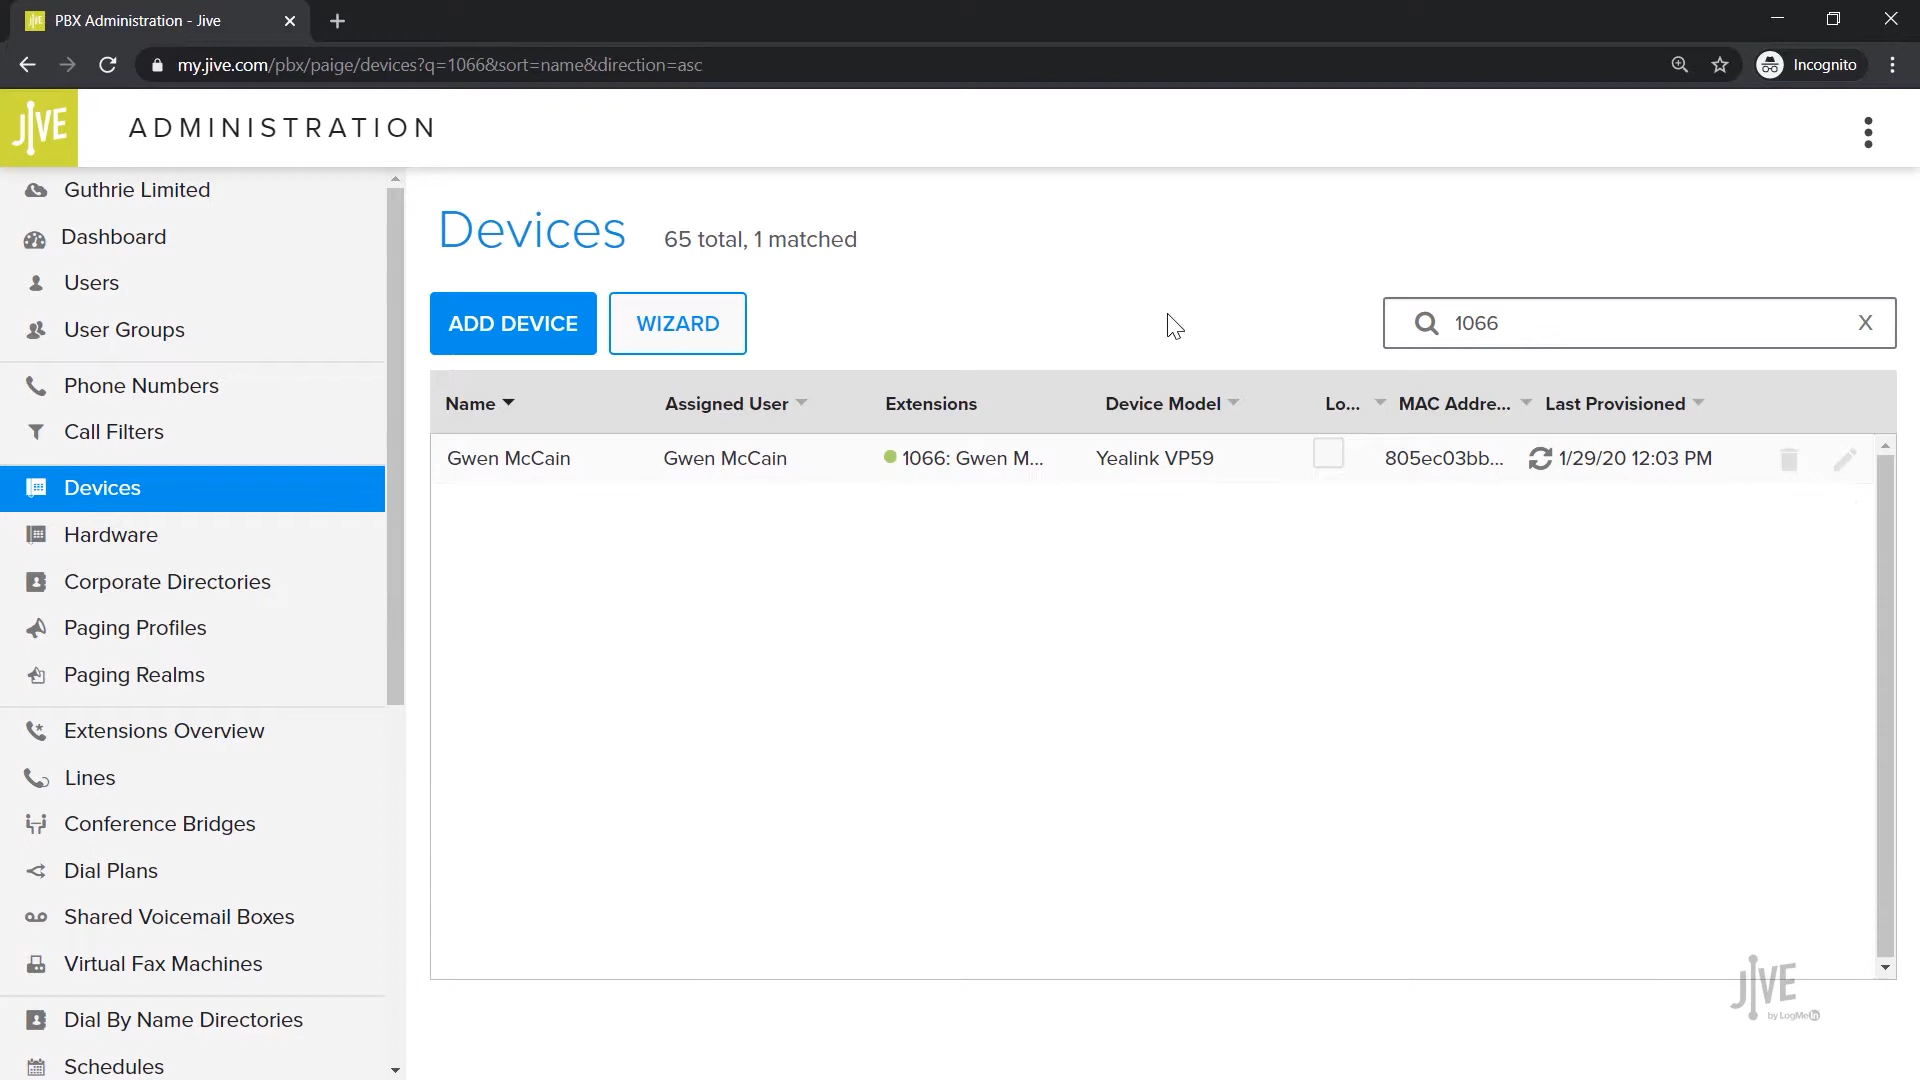 PBX Administration - Jive
my.jive.com/pbx/paige/devices?q=1066&sort=name&direction=asc
Incognito
JIVE
ADMINISTRATION
Guthrie Limited
Dashboard
Users
User Groups
Phone Numbers
Call Filters
Devices
Hardware
Corporate Directories
Paging Profiles
Paging Realms
Extensions Overview
Lines
Conference Bridges
Dial Plans
Shared Voicemail Boxes
Virtual Fax Machines
Dial By Name Directories
Schedules
Devices 65 total, 1 matched
ADD DEVICE WIZARD
1066 X
Name Assigned User Extensions Device Model Lo... MAC Addre... Last Provisioned
Gwen McCain Gwen McCain 1066: Gwen M... Yealink VP59 805ec03bb... 1/29/20 12:03 PM
JIVE
by LogMeIn